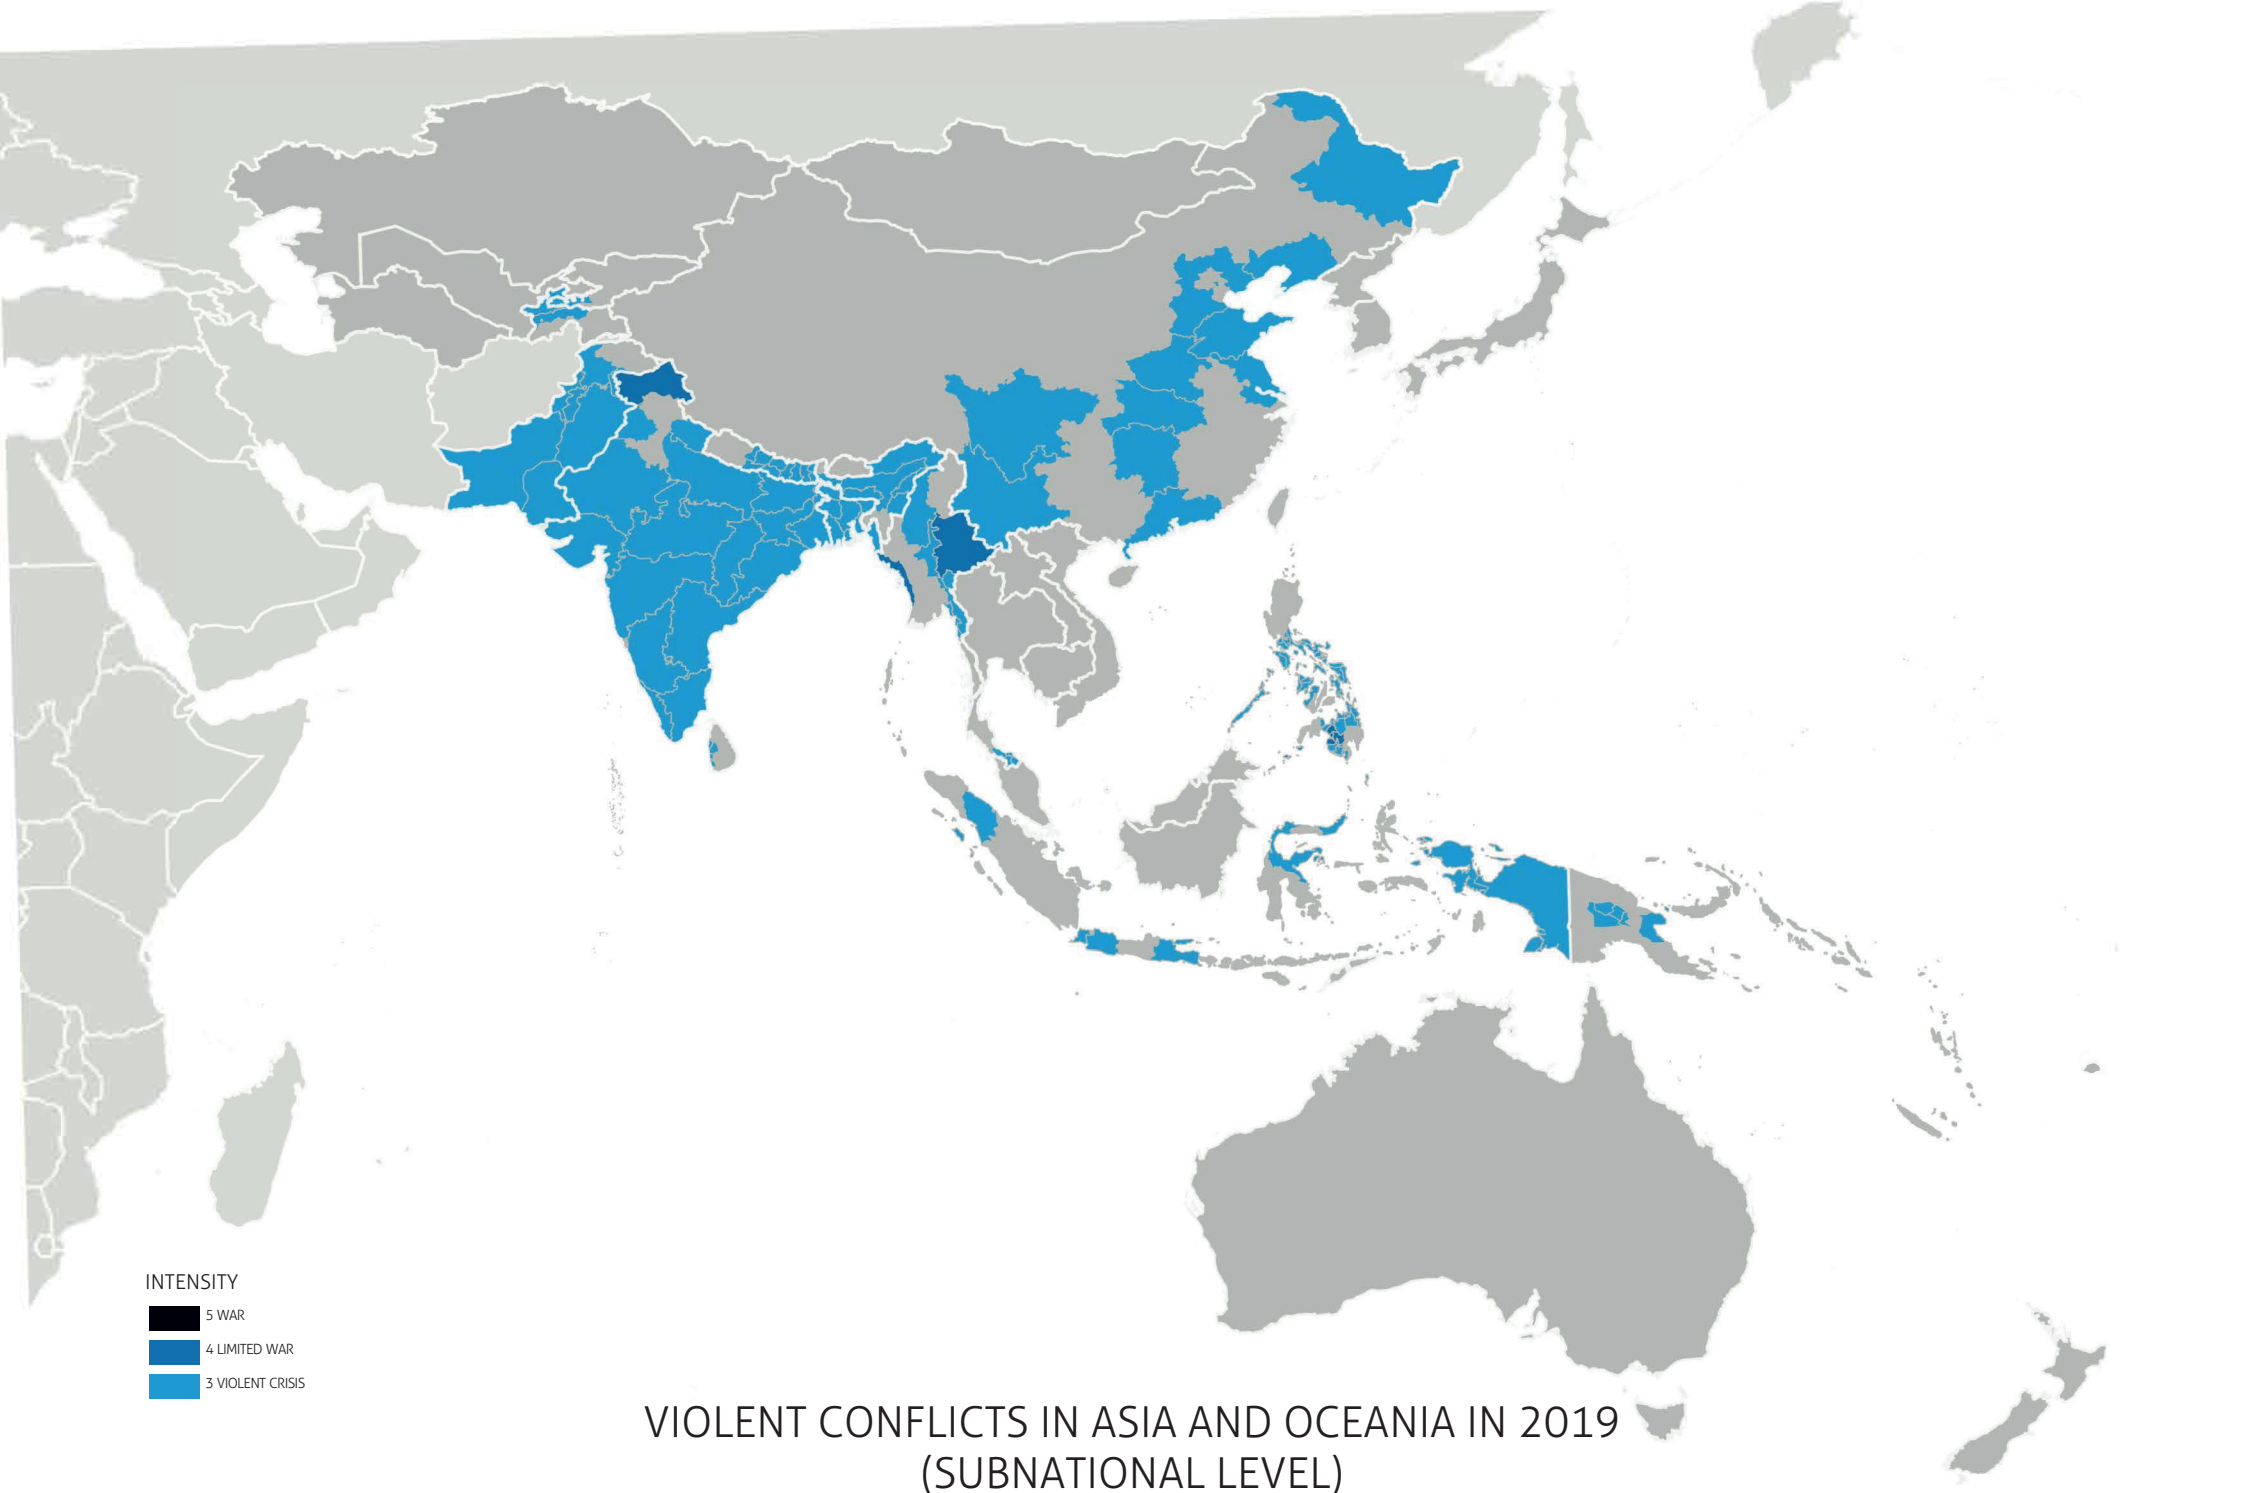 INTENSITY
5 WAR
4 LIMITED WAR
3 VIOLENT CRISIS
VIOLENT CONFLICTS IN ASIA AND OCEANIA IN 2019
(SUBNATIONAL LEVEL)